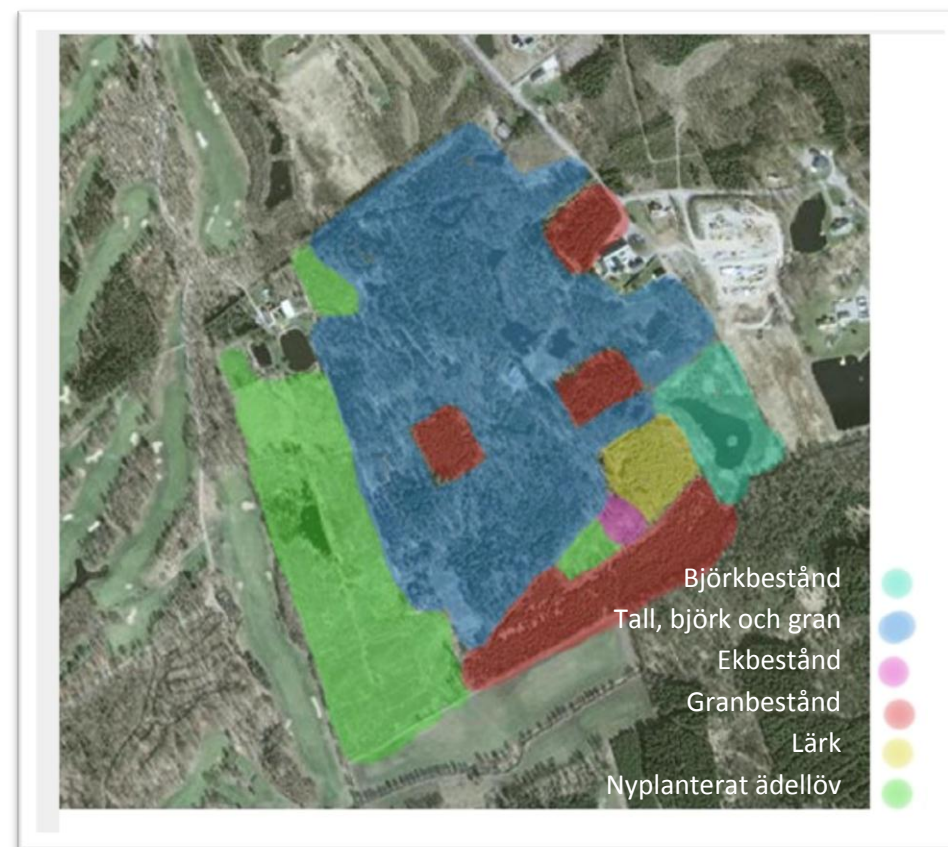 Björkbestånd
Tall, björk och gran
Ekbestånd
Granbestånd
Lärk
Nyplanterat ädellöv